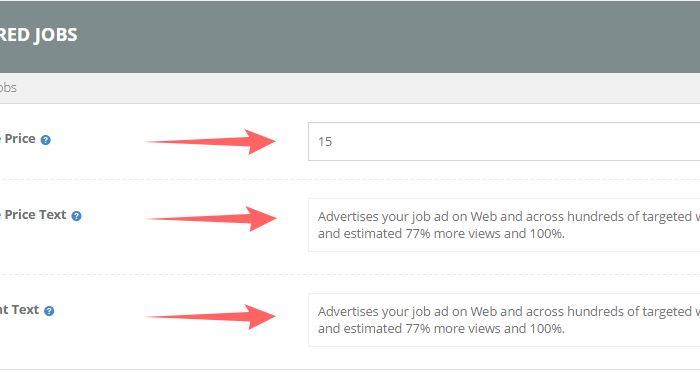 RED JOBS
obs
Price
15
Price Text
Advertises your job ad on Web and across hundreds of targeted
and estimated 77% more views and 100%.
Text
Advertises your job ad on Web and across hundreds of targeted
and estimated 77% more views and 100%.